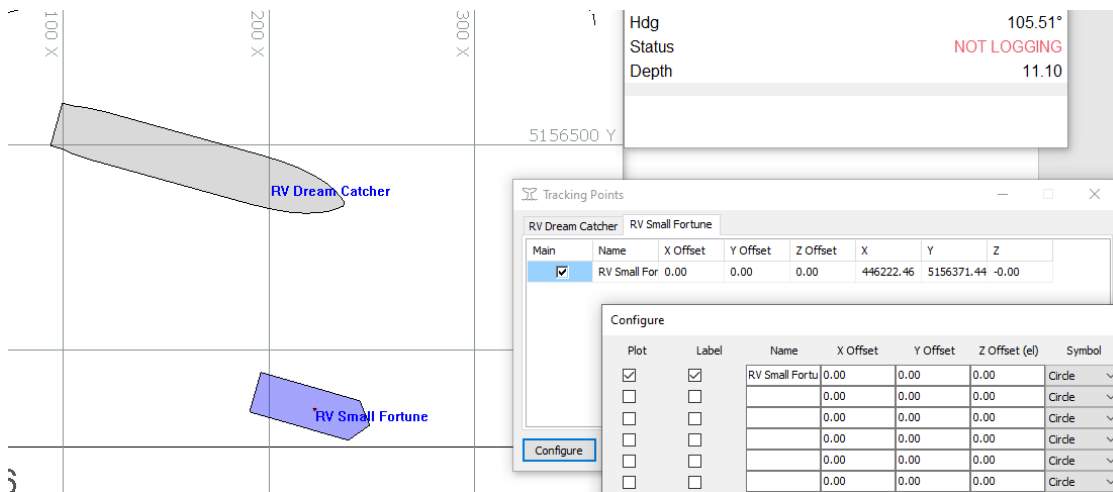 100 X
200 X
300 X
5156500 Y
RV Dream Catcher
RV Small Fortune
Hdg 105.51°
Status NOT LOGGING
Depth 11.10
Tracking Points
RV Dream Catcher RV Small Fortune
Main Name X Offset Y Offset Z Offset X Y Z
RV Small For 0.00 0.00 0.00 446222.46 5156371.44 -0.00
Configure
Configure
Plot Label Name X Offset Y Offset Z Offset (el) Symbol
RV Small Fortu 0.00 0.00 0.00 Circle
0.00 0.00 0.00 Circle
0.00 0.00 0.00 Circle
0.00 0.00 0.00 Circle
0.00 0.00 0.00 Circle
0.00 0.00 0.00 Circle